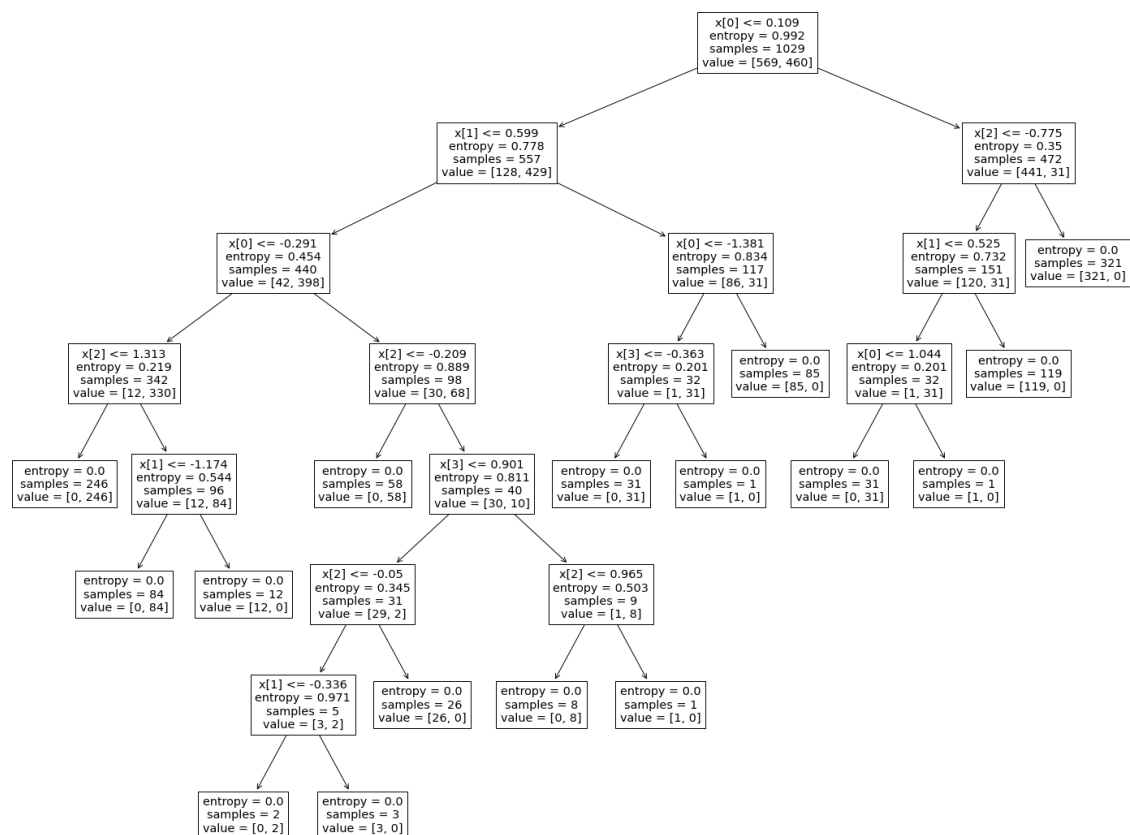 x[0] <= 0.109
entropy = 0.992
samples = 1029
value = [569, 460]
x[1] <= 0.599
entropy = 0.778
samples = 557
value = [128, 429]
x[2] <= -0.775
entropy = 0.35
samples = 472
value = [441, 31]
x[0] <= -0.291
entropy = 0.454
samples = 440
value = [42, 398]
x[0] <= -1.381
entropy = 0.834
samples = 117
value = [86, 31]
x[1] <= 0.525
entropy = 0.732
samples = 151
value = [120, 31]
entropy = 0.0
samples = 321
value = [321, 0]
x[2] <= 1.313
entropy = 0.219
samples = 342
value = [12, 330]
x[2] <= -0.209
entropy = 0.889
samples = 98
value = [30, 68]
x[3] <= -0.363
entropy = 0.201
samples = 32
value = [1, 31]
entropy = 0.0
samples = 85
value = [85, 0]
x[0] <= 1.044
entropy = 0.201
samples = 32
value = [1, 31]
entropy = 0.0
samples = 119
value = [119, 0]
entropy = 0.0
samples = 246
value = [0, 246]
x[1] <= -1.174
entropy = 0.544
samples = 96
value = [12, 84]
entropy = 0.0
samples = 58
value = [0, 58]
x[3] <= 0.901
entropy = 0.811
samples = 40
value = [30, 10]
entropy = 0.0
samples = 31
value = [0, 31]
entropy = 0.0
samples = 1
value = [1, 0]
entropy = 0.0
samples = 31
value = [0, 31]
entropy = 0.0
samples = 1
value = [1, 0]
entropy = 0.0
samples = 84
value = [0, 84]
entropy = 0.0
samples = 12
value = [12, 0]
x[2] <= -0.05
entropy = 0.345
samples = 31
value = [29, 2]
x[2] <= 0.965
entropy = 0.503
samples = 9
value = [1, 8]
x[1] <= -0.336
entropy = 0.971
samples = 5
value = [3, 2]
entropy = 0.0
samples = 26
value = [26, 0]
entropy = 0.0
samples = 8
value = [0, 8]
entropy = 0.0
samples = 1
value = [1, 0]
entropy = 0.0
samples = 2
value = [0, 2]
entropy = 0.0
samples = 3
value = [3, 0]